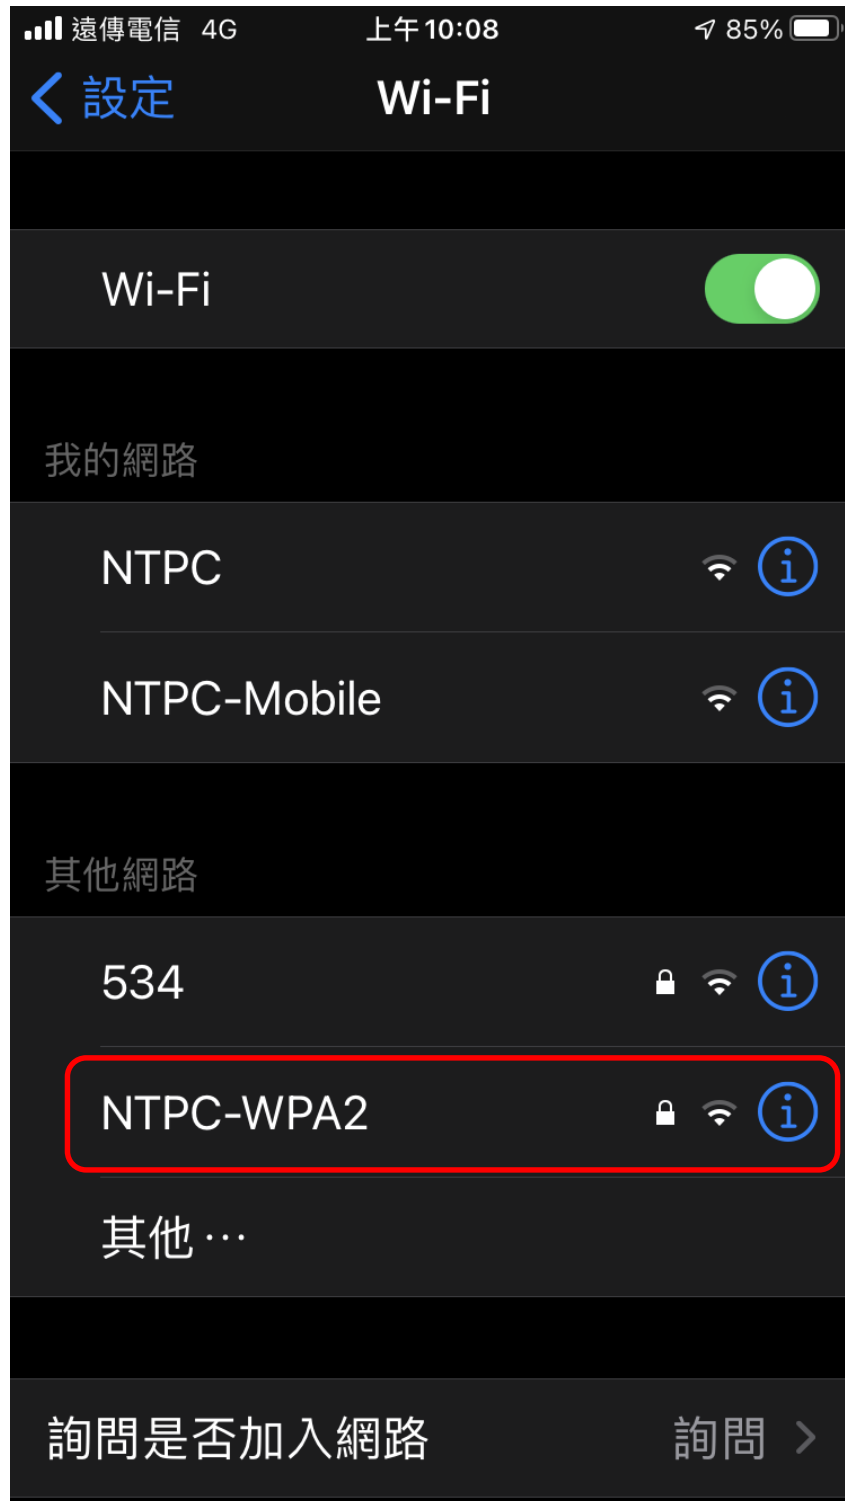 遠傳電信 4G 上午10:08 85%
設定 Wi-Fi
Wi-Fi
我的網路
NTPC
NTPC-Mobile
其他網路
534
NTPC-WPA2
其他⋯
詢問是否加入網路 詢問